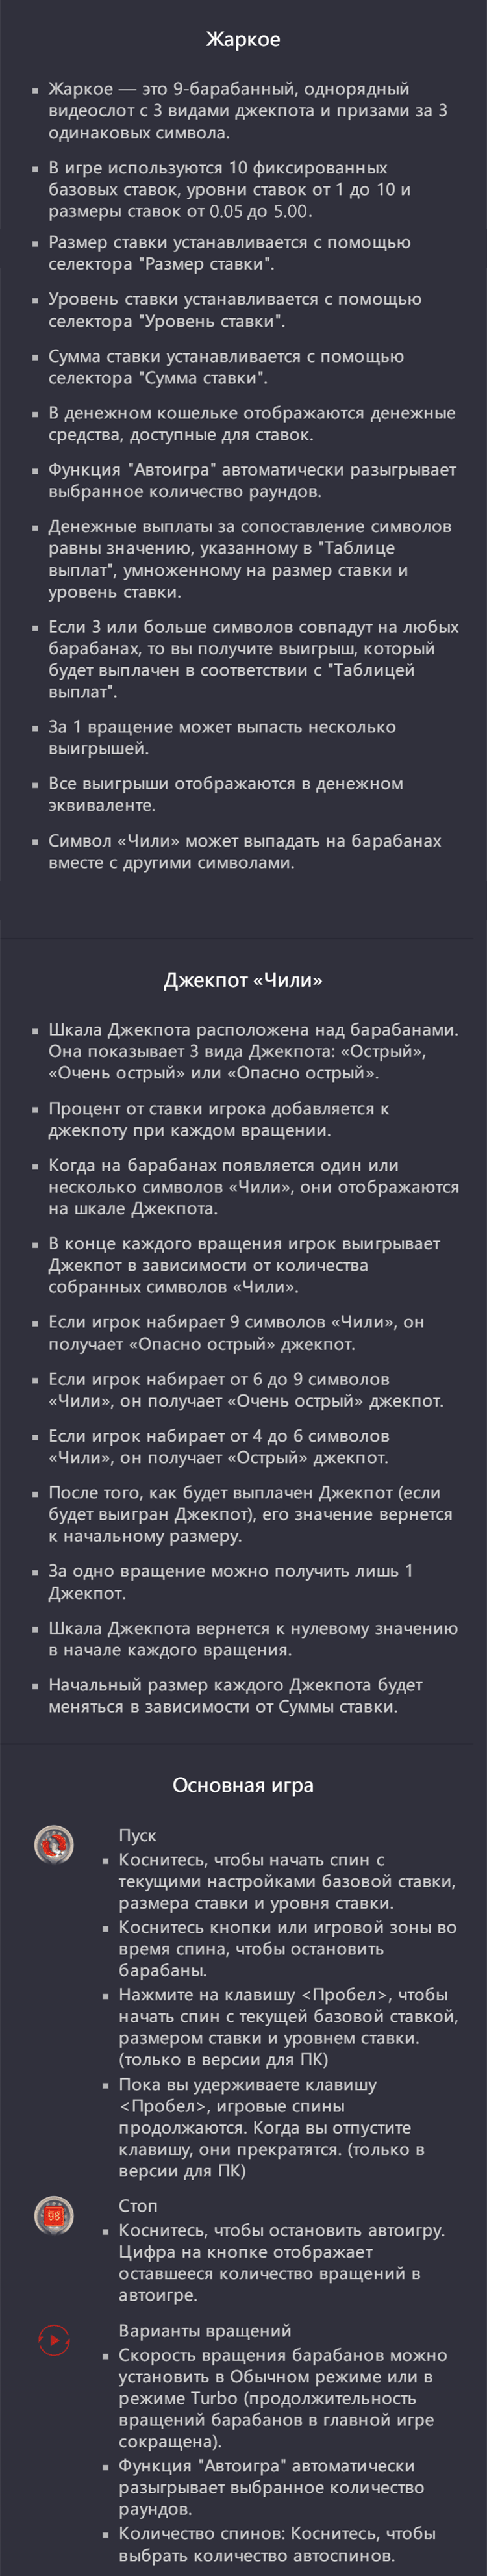 Жаркое
▪ Жаркое — это 9-барабанный, однорядный
видеослот с 3 видами джекпота и призами за 3
одинаковых символа.
▪ В игре используются 10 фиксированных
базовых ставок, уровни ставок от 1 до 10 и
размеры ставок от 0.05 до 5.00.
▪ Размер ставки устанавливается с помощью
селектора "Размер ставки".
▪ Уровень ставки устанавливается с помощью
селектора "Уровень ставки".
▪ Сумма ставки устанавливается с помощью
селектора "Сумма ставки".
▪ В денежном кошельке отображаются денежные
средства, доступные для ставок.
▪ Функция "Автоигра" автоматически разыгрывает
выбранное количество раундов.
▪ Денежные выплаты за сопоставление символов
равны значению, указанному в "Таблице
выплат", умноженному на размер ставки и
уровень ставки.
▪ Если 3 или больше символов совпадут на любых
барабанах, то вы получите выигрыш, который
будет выплачен в соответствии с "Таблицей
выплат".
▪ За 1 вращение может выпасть несколько
выигрышей.
▪ Все выигрыши отображаются в денежном
эквиваленте.
▪ Символ «Чили» может выпадать на барабанах
вместе с другими символами.
Джекпот «Чили»
▪ Шкала Джекпота расположена над барабанами.
Она показывает 3 вида Джекпота: «Острый»,
«Очень острый» или «Опасно острый».
▪ Процент от ставки игрока добавляется к
джекпоту при каждом вращении.
▪ Когда на барабанах появляется один или
несколько символов «Чили», они отображаются
на шкале Джекпота.
▪ В конце каждого вращения игрок выигрывает
Джекпот в зависимости от количества
собранных символов «Чили».
▪ Если игрок набирает 9 символов «Чили», он
получает «Опасно острый» джекпот.
▪ Если игрок набирает от 6 до 9 символов
«Чили», он получает «Очень острый» джекпот.
▪ Если игрок набирает от 4 до 6 символов
«Чили», он получает «Острый» джекпот.
▪ После того, как будет выплачен Джекпот (если
будет выигран Джекпот), его значение вернется
к начальному размеру.
▪ За одно вращение можно получить лишь 1
Джекпот.
▪ Шкала Джекпота вернется к нулевому значению
в начале каждого вращения.
▪ Начальный размер каждого Джекпота будет
меняться в зависимости от Суммы ставки.
Основная игра
Пуск
▪ Коснитесь, чтобы начать спин с
текущими настройками базовой ставки,
размера ставки и уровня ставки.
▪ Коснитесь кнопки или игровой зоны во
время спина, чтобы остановить
барабаны.
▪ Нажмите на клавишу <Пробел>, чтобы
начать спин с текущей базовой ставкой,
размером ставки и уровнем ставки.
(только в версии для ПК)
▪ Пока вы удерживаете клавишу
<Пробел>, игровые спины
продолжаются. Когда вы отпустите
клавишу, они прекратятся. (только в
версии для ПК)
98
Стоп
▪ Коснитесь, чтобы остановить автоигру.
Цифра на кнопке отображает
оставшееся количество вращений в
автоигре.
Варианты вращений
▪ Скорость вращения барабанов можно
установить в Обычном режиме или в
режиме Turbo (продолжительность
вращений барабанов в главной игре
сокращена).
▪ Функция "Автоигра" автоматически
разыгрывает выбранное количество
раундов.
▪ Количество спинов: Коснитесь, чтобы
выбрать количество автоспинов.